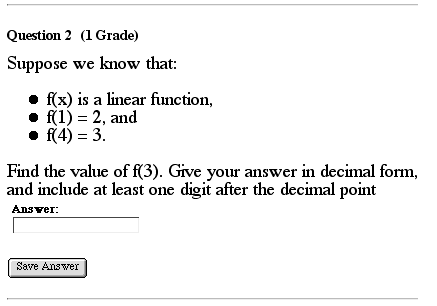 Question 2 (1 Grade)
Suppose we know that:
● f(x) is a linear function,
● f(1) = 2, and
● f(4) = 3.
Find the value of f(3). Give your answer in decimal form,
and include at least one digit after the decimal point
Answer:
Save Answer